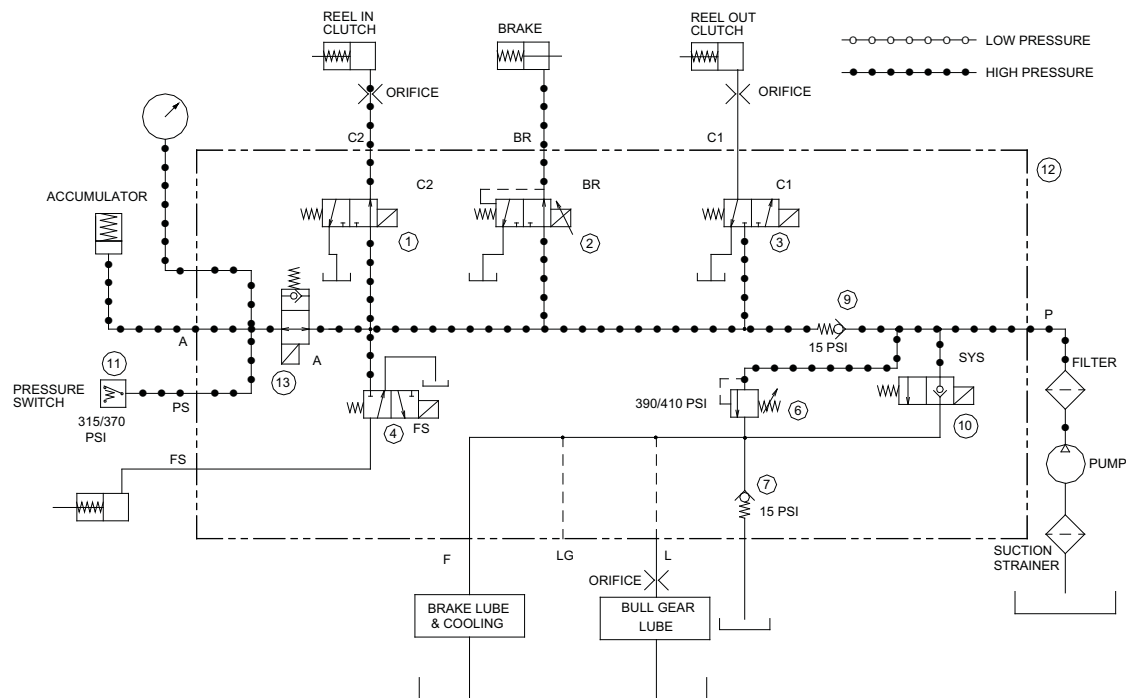 REEL IN
CLUTCH
BRAKE
REEL OUT
CLUTCH
LOW PRESSURE
HIGH PRESSURE
ORIFICE
ORIFICE
C2
BR
C1
12
ACCUMULATOR
C2
BR
C1
1
2
3
9
15 PSI
P
A
A
13
11
PRESSURE
SWITCH
315/370
PSI
PS
SYS
FILTER
390/410 PSI
6
10
4
FS
FS
7
15 PSI
PUMP
SUCTION
STRAINER
F
LG
L
ORIFICE
BRAKE LUBE
& COOLING
BULL GEAR
LUBE